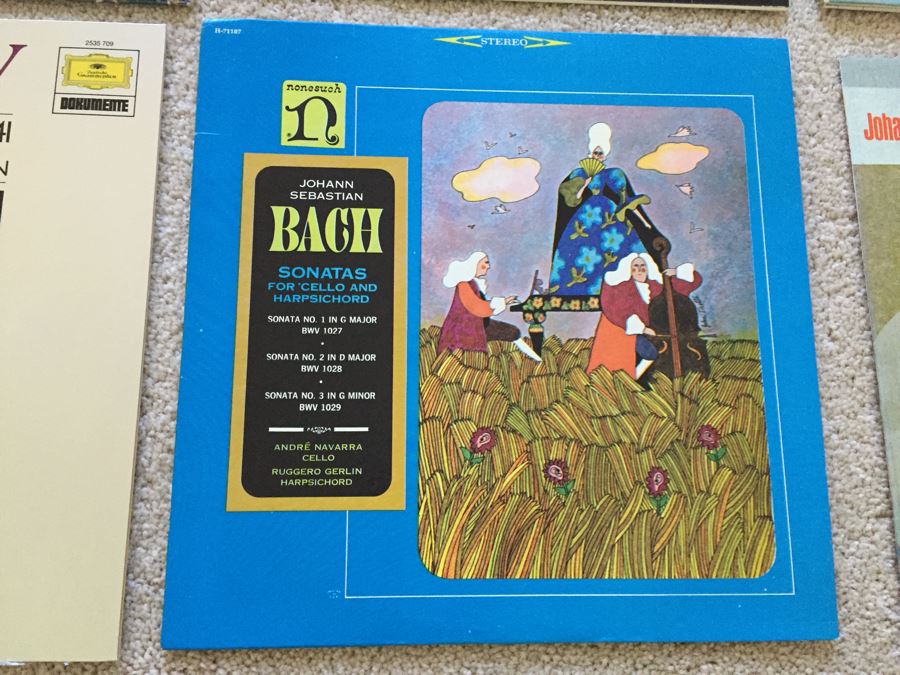 2535 709
Deutsche
Grammophon
DOKUMENTE
H-71187
STEREO
nonesuch
n
JOHANN
SEBASTIAN
BACH
SONATAS
FOR 'CELLO AND
HARPSICHORD
SONATA NO. 1 IN G MAJOR
BWV 1027
•
SONATA NO. 2 IN D MAJOR
BWV 1028
•
SONATA NO. 3 IN G MINOR
BWV 1029
ANDRÉ NAVARRA
CELLO
RUGGERO GERLIN
HARPSICHORD
Joha